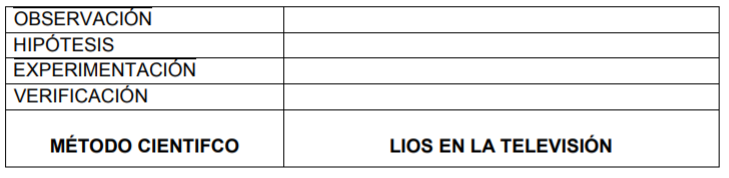 OBSERVACIÓN
HIPÓTESIS
EXPERIMENTACIÓN
VERIFICACIÓN
MÉTODO CIENTIFCO LIOS EN LA TELEVISIÓN